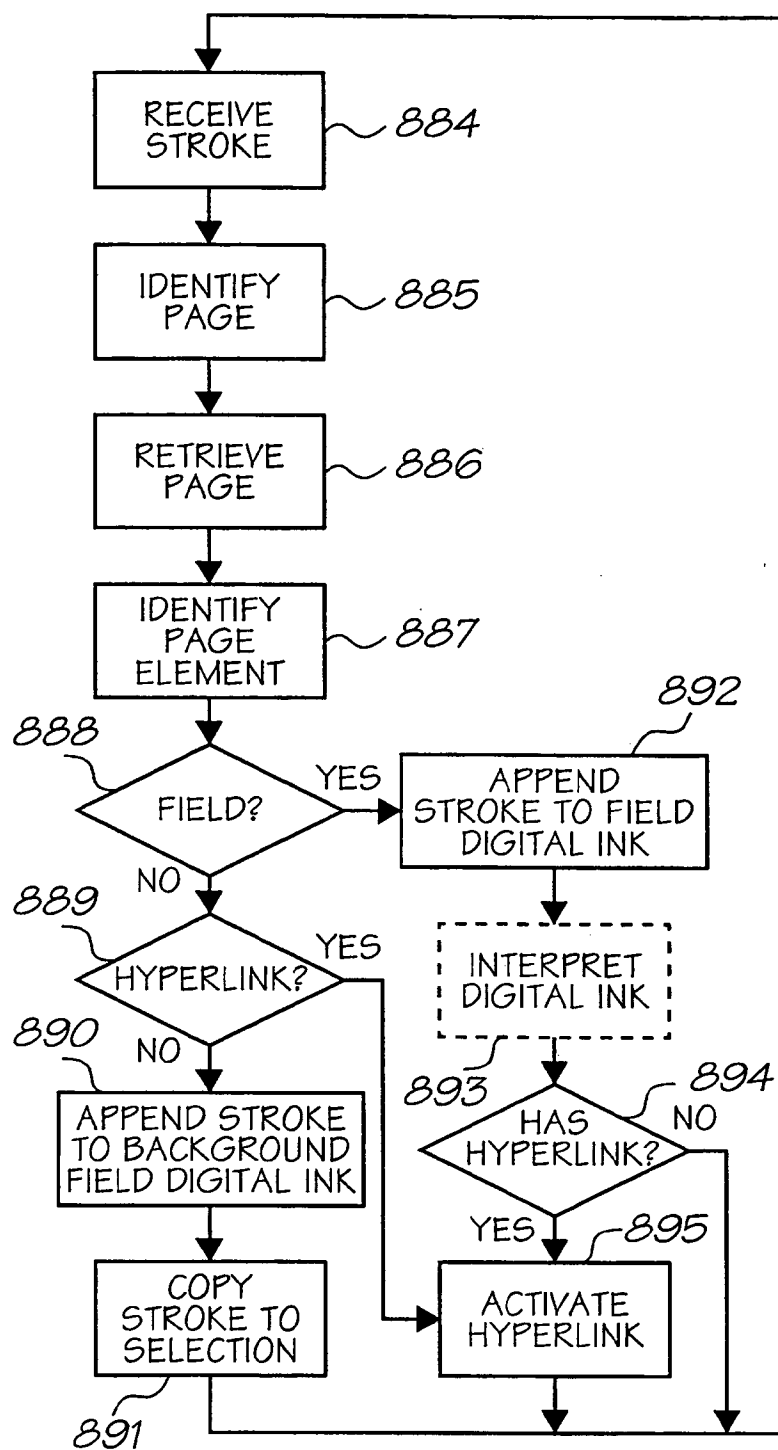 RECEIVE
STROKE
884
IDENTIFY
PAGE
885
RETRIEVE
PAGE
886
IDENTIFY
PAGE
ELEMENT
887
888
FIELD?
YES
NO
892
APPEND
STROKE TO FIELD
DIGITAL INK
889
HYPERLINK?
YES
NO
INTERPRET
DIGITAL INK
893
890
APPEND STROKE
TO BACKGROUND
FIELD DIGITAL INK
894
HAS
HYPERLINK?
NO
YES
895
COPY
STROKE TO
SELECTION
891
ACTIVATE
HYPERLINK